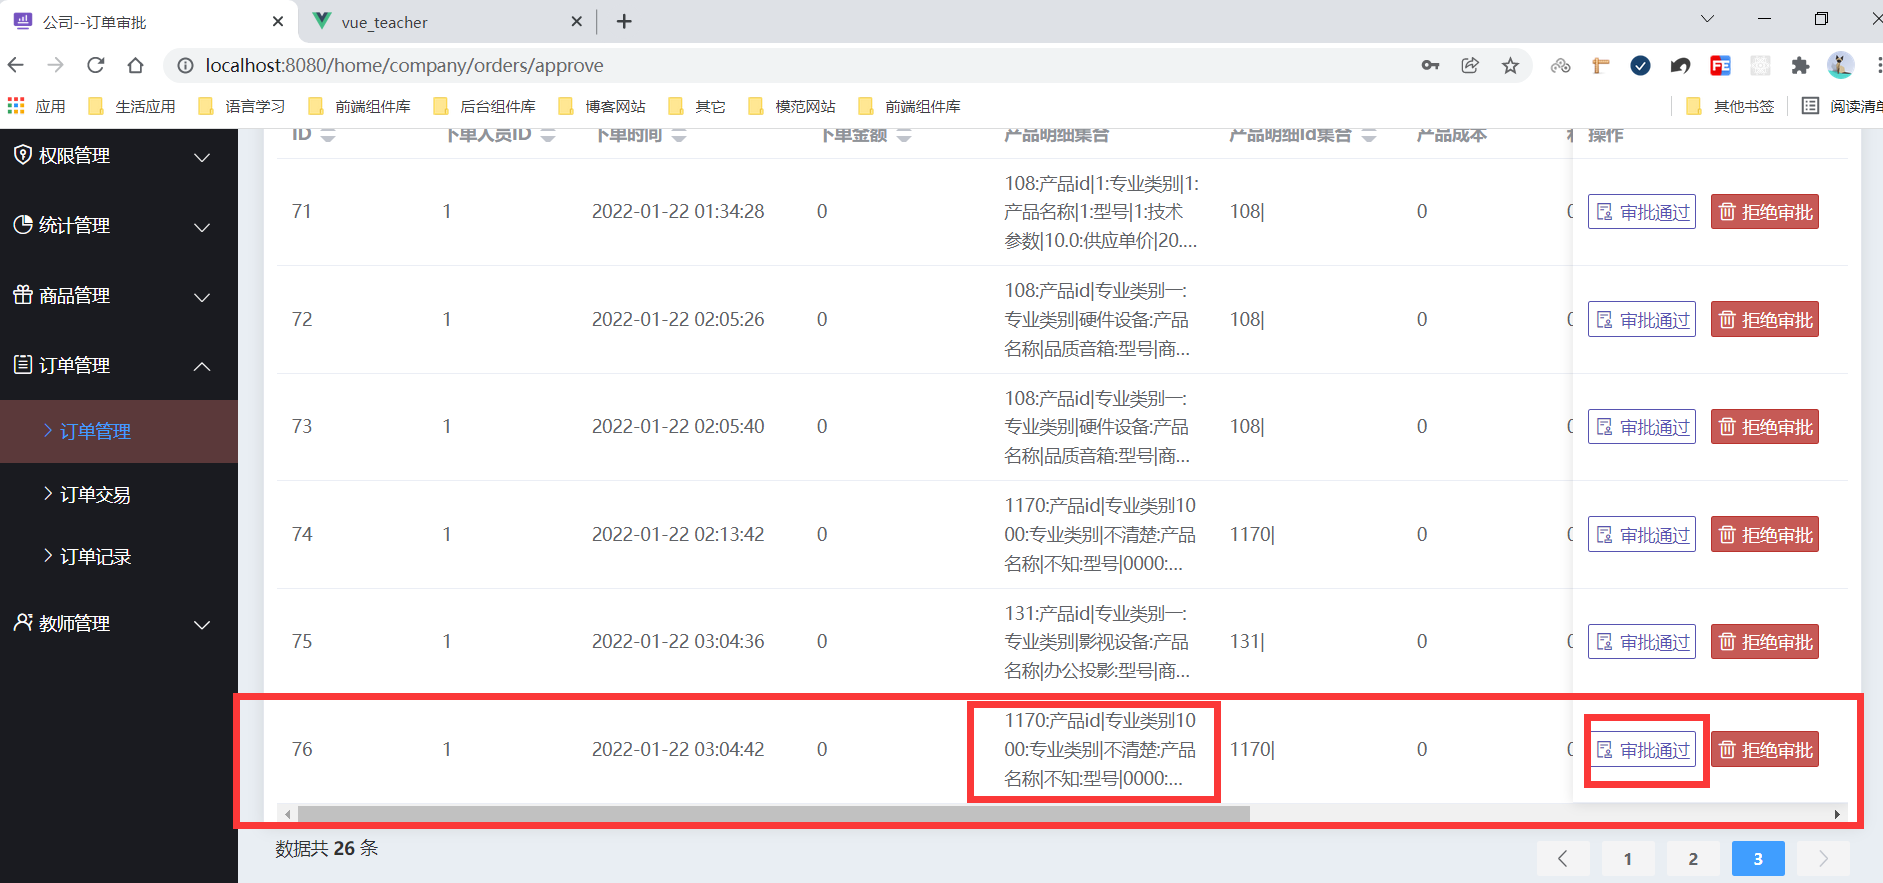 公司--订单审批
vue_teacher
localhost:8080/home/company/orders/approve
应用 生活应用 语言学习 前端组件库 后台组件库 博客网站 其它 模范网站 前端组件库 其他书签 阅读清单
权限管理
统计管理
商品管理
订单管理
订单管理
订单交易
订单记录
教师管理
ID 下单人员ID 下单时间 下单金额 产品明细集合 产品明细Id集合 产品成本 操作
71 1 2022-01-22 01:34:28 0 108:产品id|1:专业类别|1:
产品名称|1:型号|1:技术
参数|10.0:供应单价|20.... 108| 0 0 审批通过 拒绝审批
72 1 2022-01-22 02:05:26 0 108:产品id|专业类别一:
专业类别|硬件设备:产品
名称|品质音箱:型号|商... 108| 0 0 审批通过 拒绝审批
73 1 2022-01-22 02:05:40 0 108:产品id|专业类别一:
专业类别|硬件设备:产品
名称|品质音箱:型号|商... 108| 0 0 审批通过 拒绝审批
74 1 2022-01-22 02:13:42 0 1170:产品id|专业类别10
00:专业类别|不清楚:产品
名称|不知:型号|0000:... 1170| 0 0 审批通过 拒绝审批
75 1 2022-01-22 03:04:36 0 131:产品id|专业类别一:
专业类别|影视设备:产品
名称|办公投影:型号|商... 131| 0 0 审批通过 拒绝审批
76 1 2022-01-22 03:04:42 0 1170:产品id|专业类别10
00:专业类别|不清楚:产品
名称|不知:型号|0000:... 1170| 0 0 审批通过 拒绝审批
数据共 26 条
1 2 3